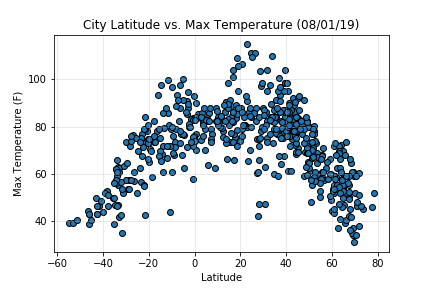 City Latitude vs. Max Temperature (08/01/19)
Max Temperature (F)
100
80
60
40
−60 −40 −20 0 20 40 60 80
Latitude